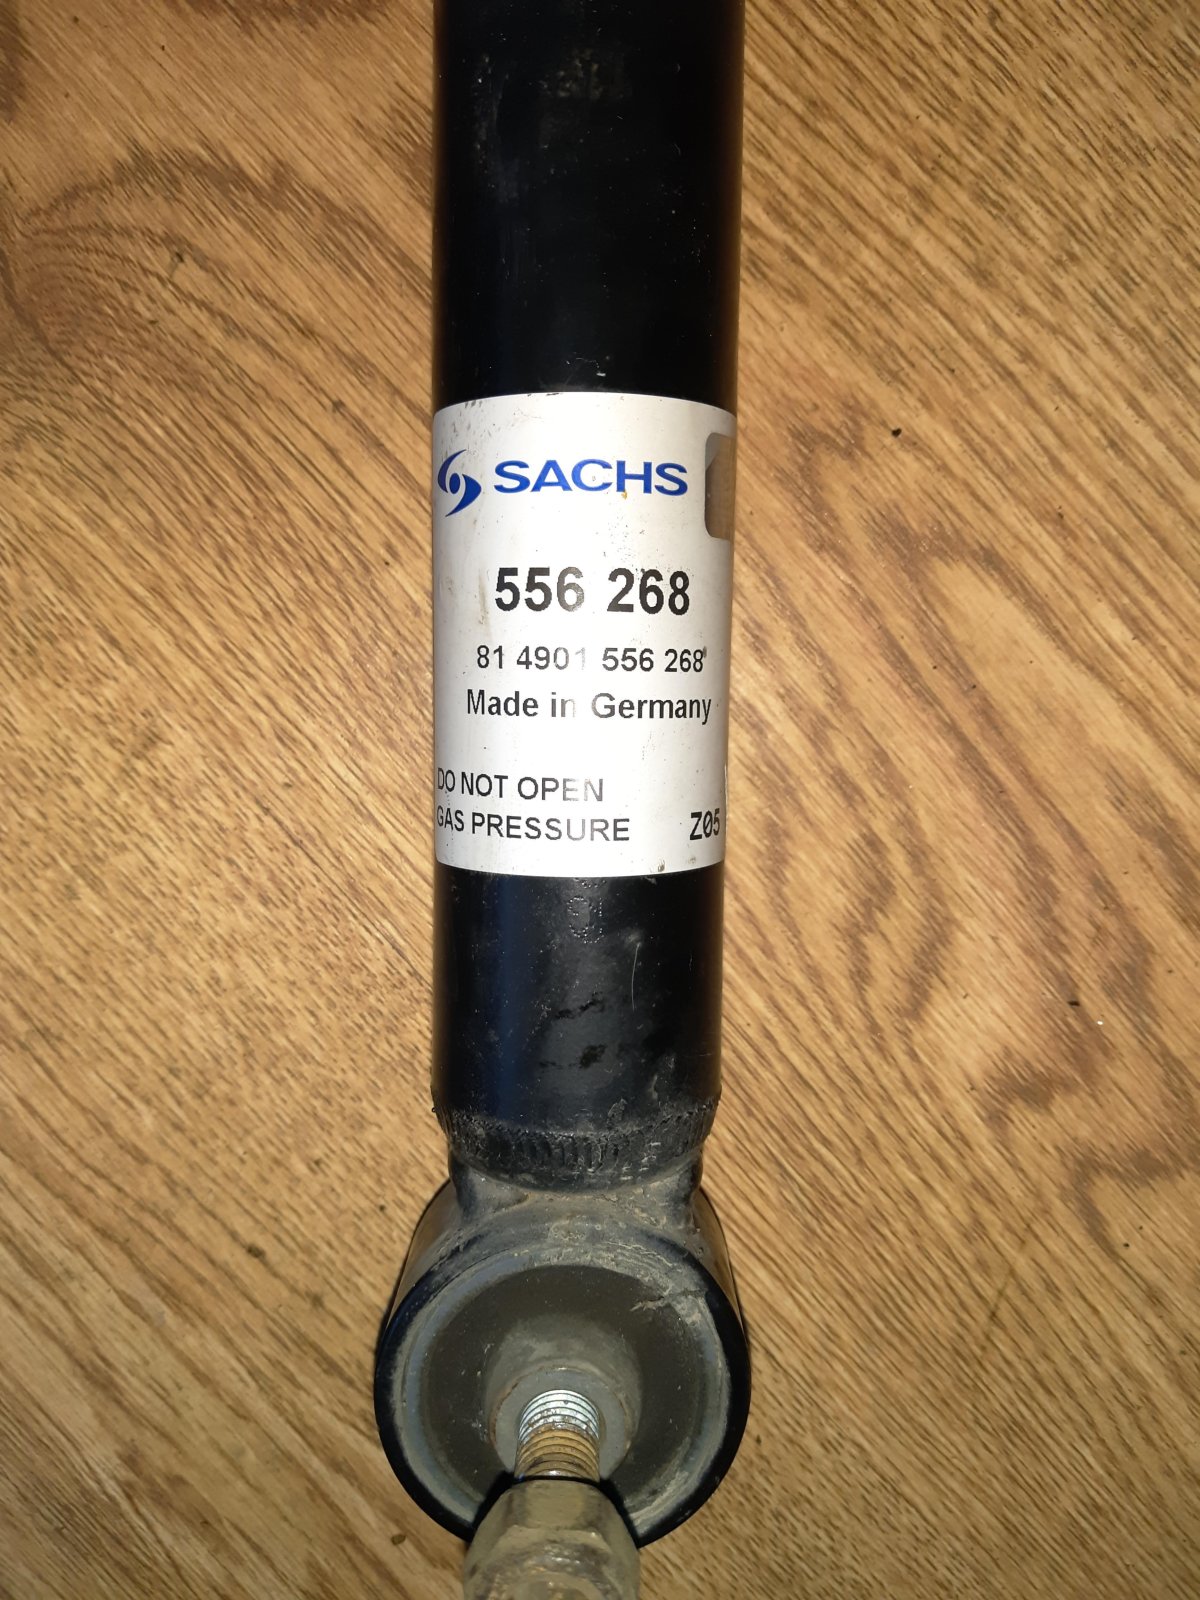 SACHS
556 268
81 4901 556 268
Made in Germany
DO NOT OPEN
GAS PRESSURE
Z05